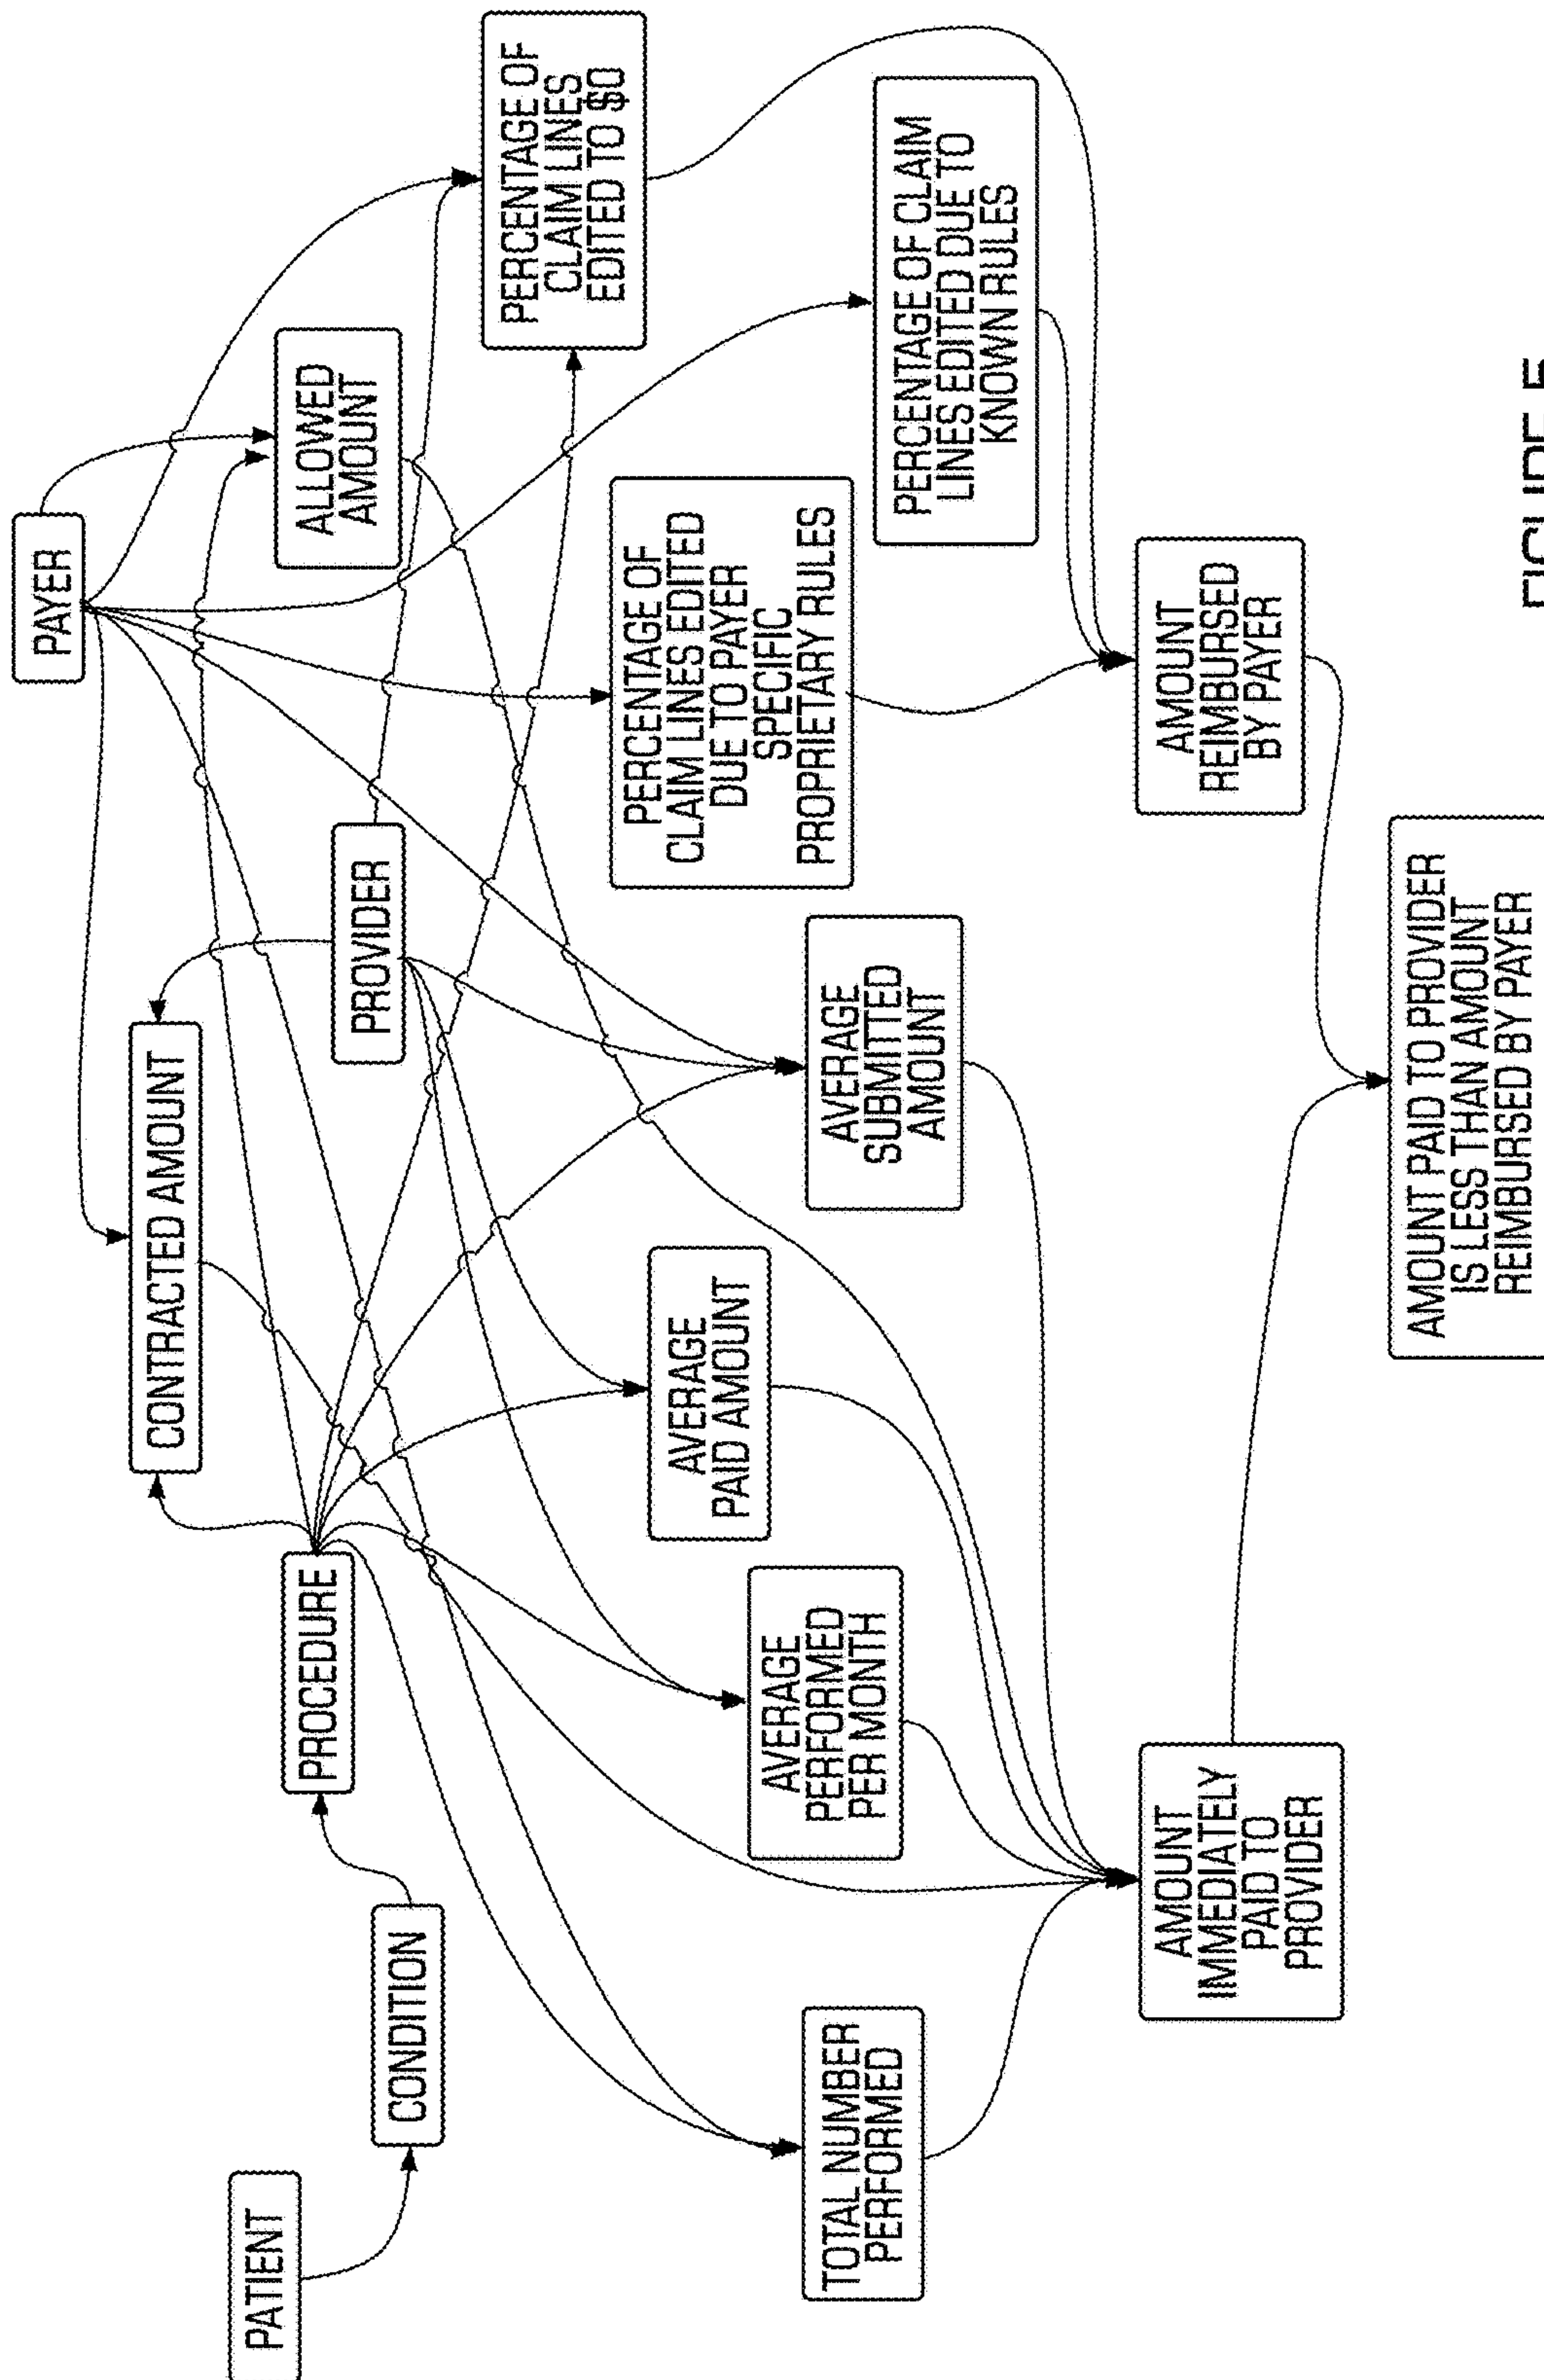 PATIENT
CONDITION
PROCEDURE
CONTRACTED AMOUNT
PROVIDER
PAYER
ALLOWED
AMOUNT
PERCENTAGE OF
CLAIM LINES
EDITED TO $0
TOTAL NUMBER
PERFORMED
AVERAGE
PERFORMED
PER MONTH
AVERAGE
PAID AMOUNT
AVERAGE
SUBMITTED
AMOUNT
PERCENTAGE OF
CLAIM LINES EDITED
DUE TO PAYER
SPECIFIC
PROPRIETARY RULES
PERCENTAGE OF CLAIM
LINES EDITED DUE TO
KNOWN RULES
AMOUNT
IMMEDIATELY
PAID TO
PROVIDER
AMOUNT
REIMBURSED
BY PAYER
AMOUNT PAID TO PROVIDER
IS LESS THAN AMOUNT
REIMBURSED BY PAYER